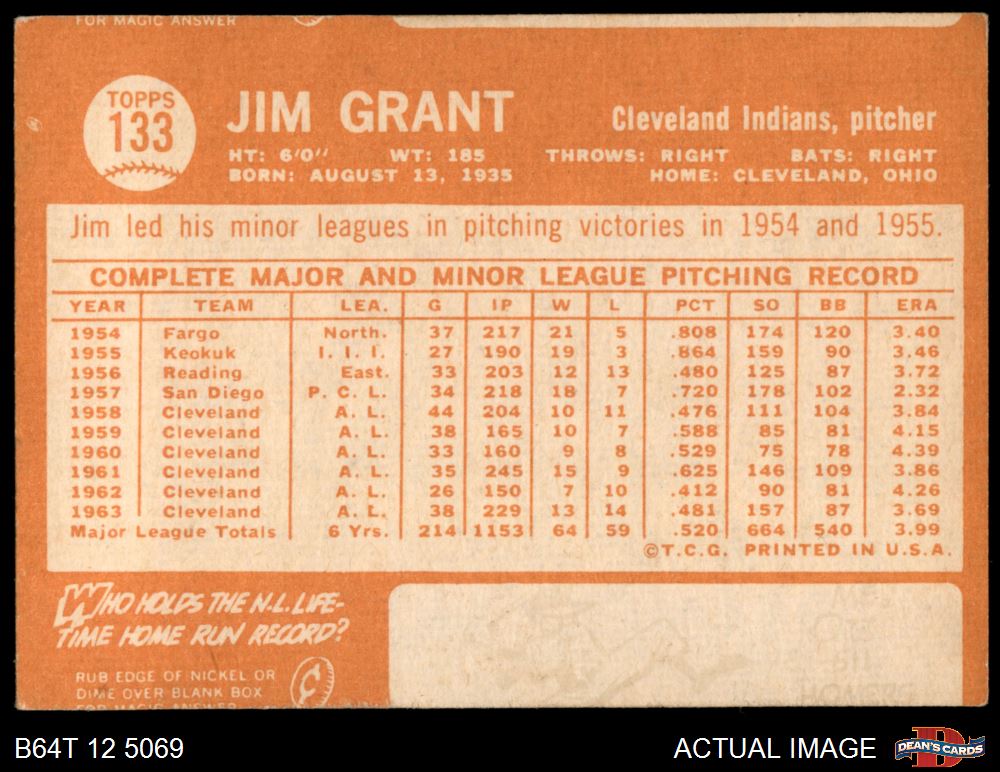 FOR MAGIC ANSWER
TOPPS
133
JIM GRANT
Cleveland Indians, pitcher
HT: 6'0" WT: 185 THROWS: RIGHT BATS: RIGHT
BORN: AUGUST 13, 1935 HOME: CLEVELAND, OHIO
Jim led his minor leagues in pitching victories in 1954 and 1955.
COMPLETE MAJOR AND MINOR LEAGUE PITCHING RECORD
YEAR TEAM LEA. G IP W L PCT SO BB ERA
1954 Fargo North. 37 217 21 5 .808 174 120 3.40
1955 Keokuk I. I. I. 27 190 19 3 .864 159 90 3.46
1956 Reading East. 33 203 12 13 .480 125 87 3.72
1957 San Diego P. C. L. 34 218 18 7 .720 178 102 2.32
1958 Cleveland A. L. 44 204 10 11 .476 111 104 3.84
1959 Cleveland A. L. 38 165 10 7 .588 85 81 4.15
1960 Cleveland A. L. 33 160 9 8 .529 75 78 4.39
1961 Cleveland A. L. 35 245 15 9 .625 146 109 3.86
1962 Cleveland A. L. 26 150 7 10 .412 90 81 4.26
1963 Cleveland A. L. 38 229 13 14 .481 157 87 3.69
Major League Totals 6 Yrs. 214 1153 64 59 .520 664 540 3.99
©T.C.G. PRINTED IN U.S.A.
WHO HOLDS THE N.L. LIFE-
TIME HOME RUN RECORD?
RUB EDGE OF NICKEL OR
DIME OVER BLANK BOX
FOR MAGIC ANSWER
B64T 12 5069
ACTUAL IMAGE
DEAN'S CARDS